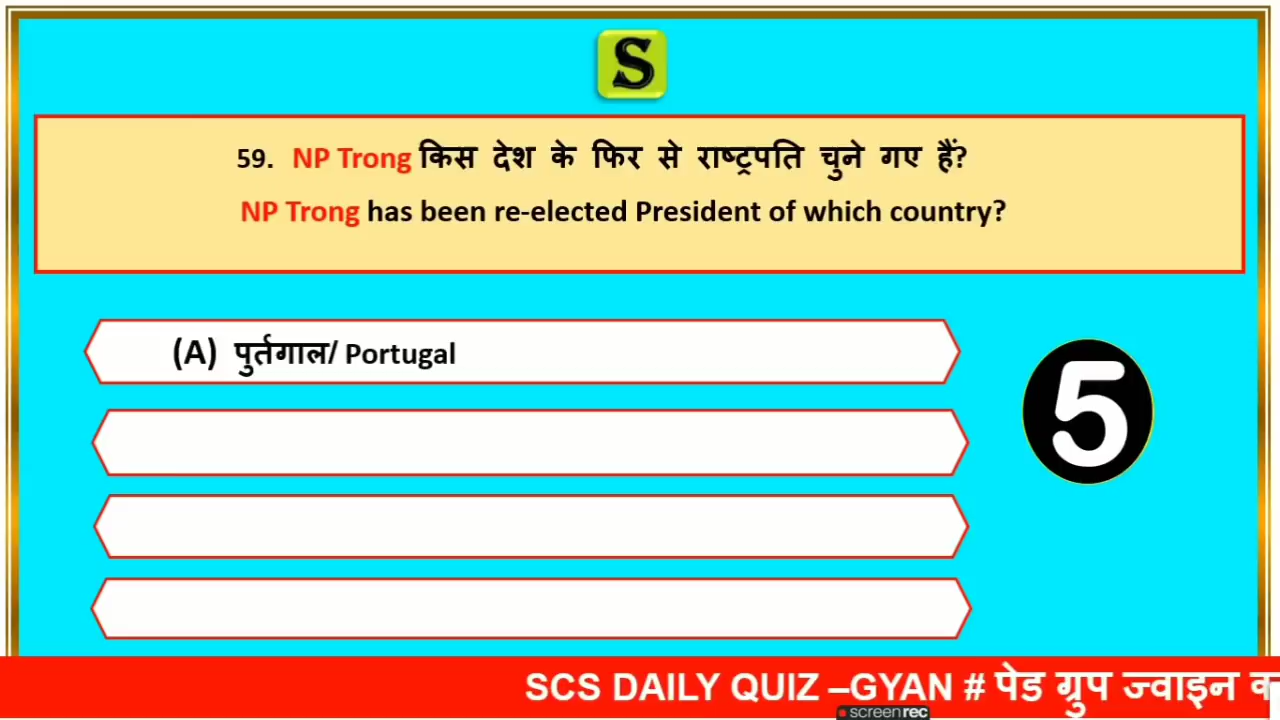 S
59. NP Trong किस देश के फिर से राष्ट्रपति चुने गए हैं?
NP Trong has been re-elected President of which country?
(A) पुर्तगाल/ Portugal
5
SCS DAILY QUIZ –GYAN # पेड ग्रुप ज्वाइन
screenrec